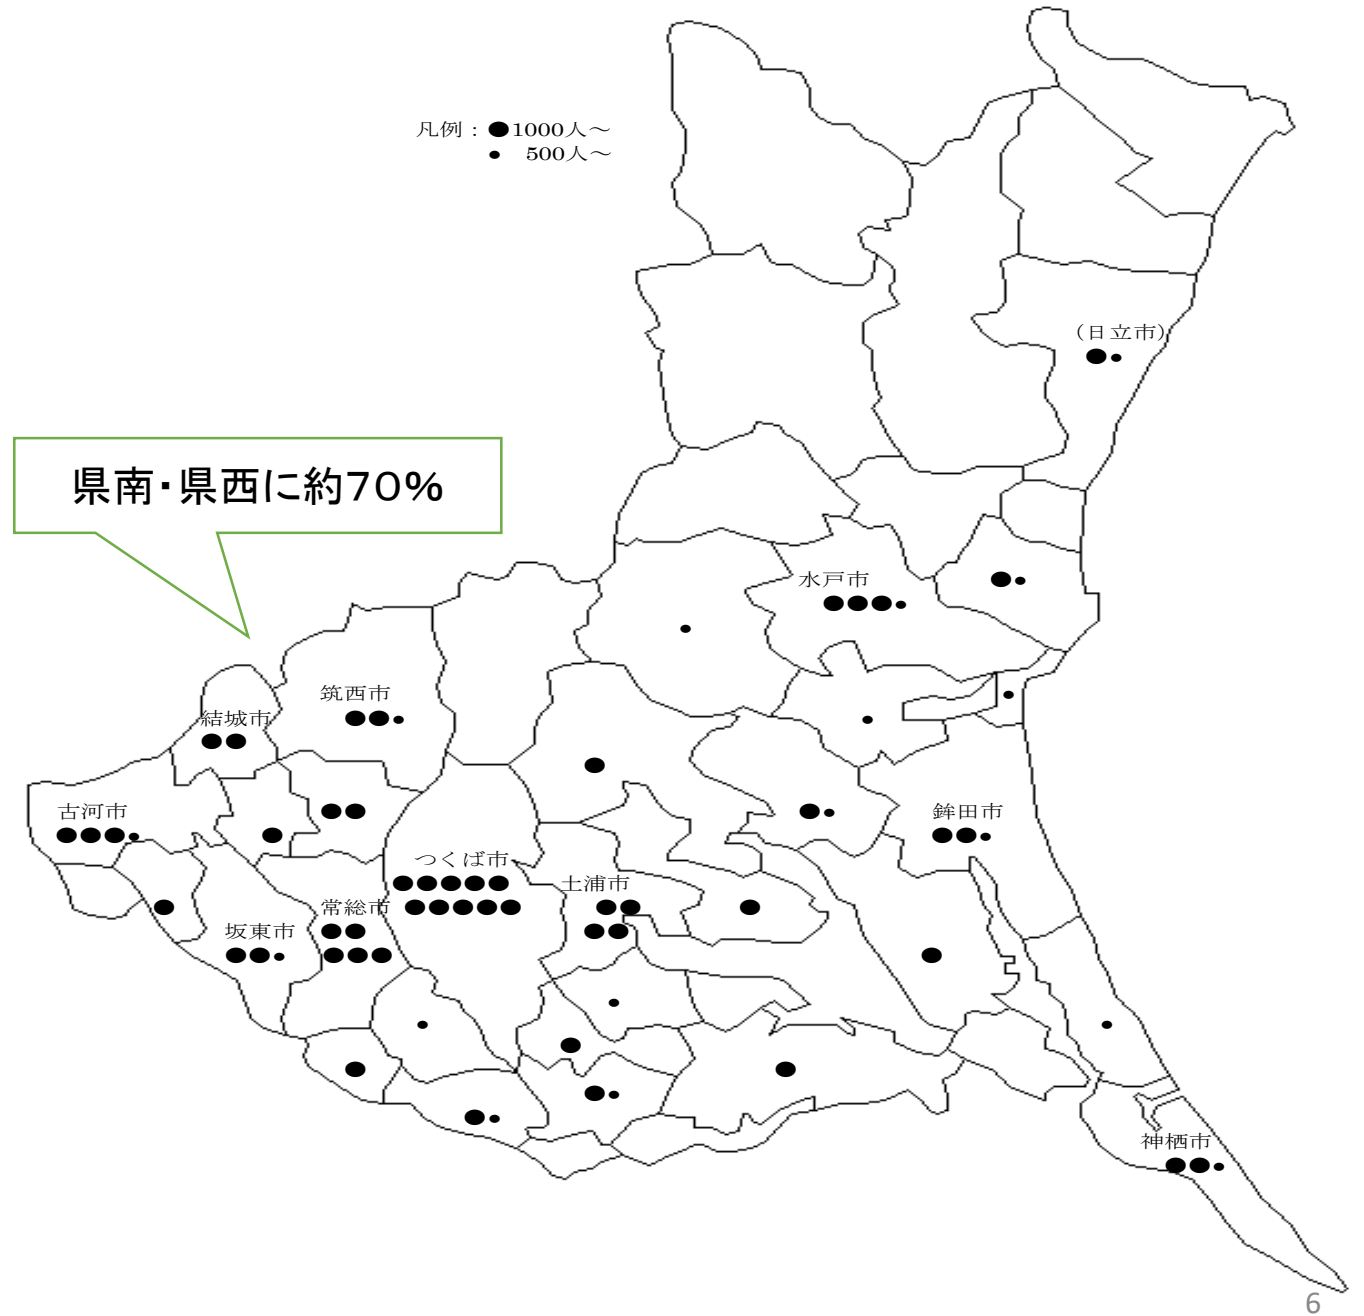 凡例：●1000人～
● 500人～
（日立市）
県南・県西に約７０％
水戸市
筑西市
結城市
古河市
鉾田市
つくば市
土浦市
常総市
坂東市
神栖市
6